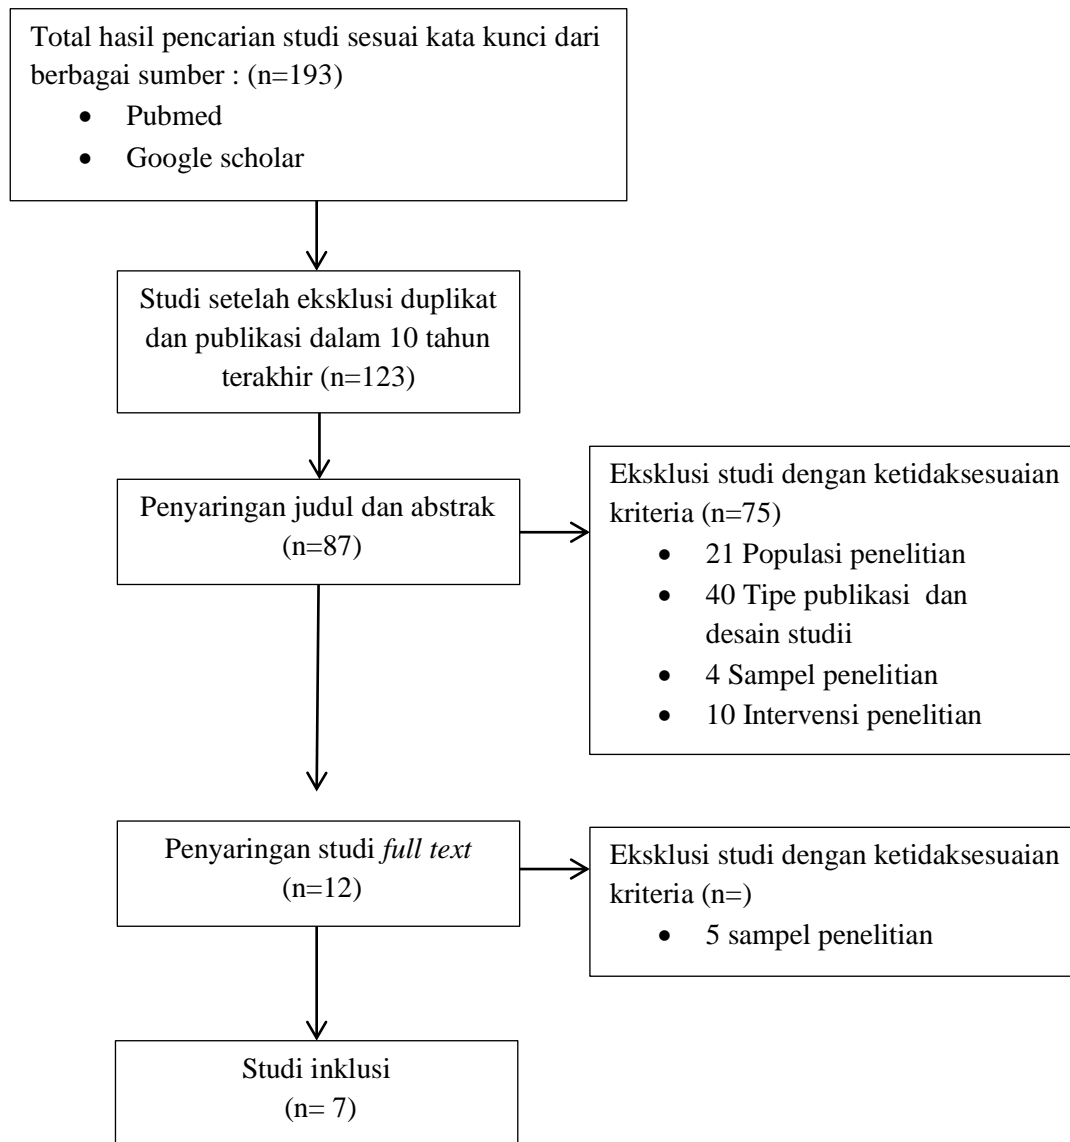 Total hasil pencarian studi sesuai kata kunci dari
berbagai sumber : (n=193)
• Pubmed
• Google scholar
Studi setelah eksklusi duplikat
dan publikasi dalam 10 tahun
terakhir (n=123)
Penyaringan judul dan abstrak
(n=87)
Eksklusi studi dengan ketidaksesuaian
kriteria (n=75)
• 21 Populasi penelitian
• 40 Tipe publikasi dan
desain studii
• 4 Sampel penelitian
• 10 Intervensi penelitian
Penyaringan studi full text
(n=12)
Eksklusi studi dengan ketidaksesuaian
kriteria (n=)
• 5 sampel penelitian
Studi inklusi
(n= 7)